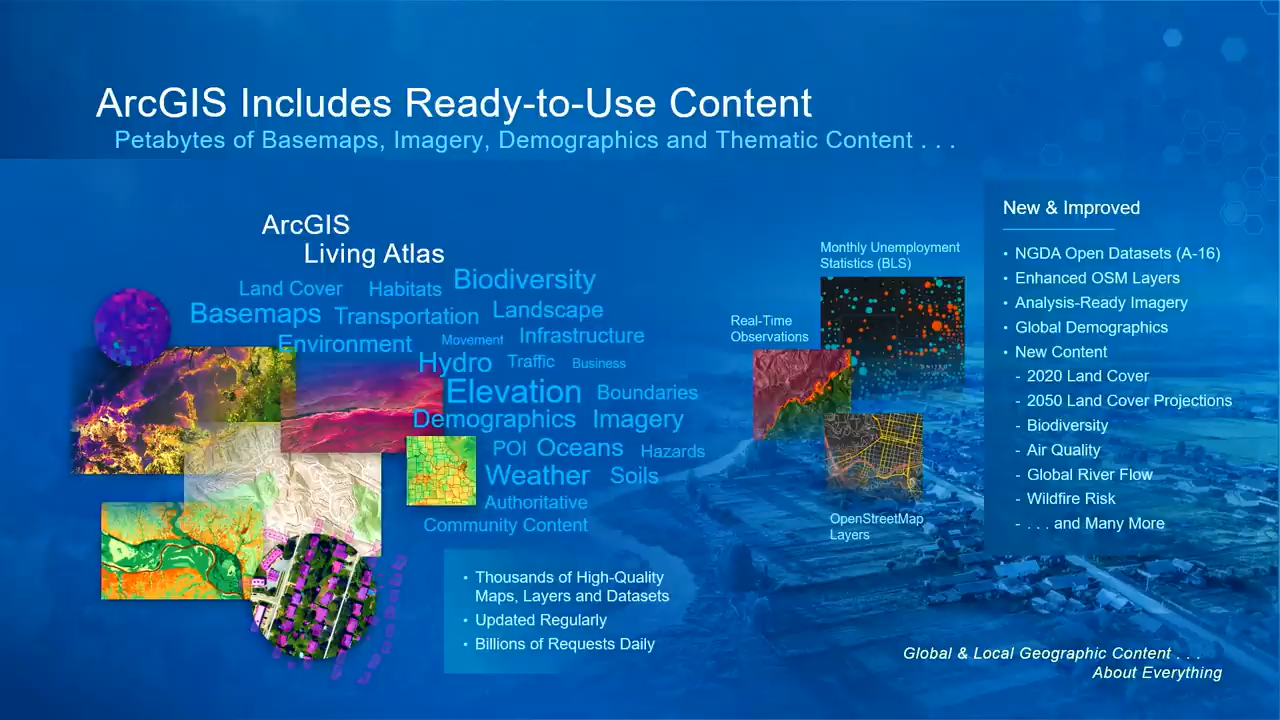 ArcGIS Includes Ready-to-Use Content
Petabytes of Basemaps, Imagery, Demographics and Thematic Content . . .
ArcGIS
Living Atlas
Land Cover Habitats Biodiversity
Basemaps Transportation Landscape
Environment Movement Infrastructure
Hydro Traffic Business
Elevation Boundaries
Demographics Imagery
POI Oceans Hazards
Weather Soils
Authoritative
Community Content
• Thousands of High-Quality
Maps, Layers and Datasets
• Updated Regularly
• Billions of Requests Daily
Monthly Unemployment
Statistics (BLS)
Real-Time
Observations
OpenStreetMap
Layers
New & Improved
• NGDA Open Datasets (A-16)
• Enhanced OSM Layers
• Analysis-Ready Imagery
• Global Demographics
• New Content
- 2020 Land Cover
- 2050 Land Cover Projections
- Biodiversity
- Air Quality
- Global River Flow
- Wildfire Risk
- . . . and Many More
Global & Local Geographic Content . . .
About Everything